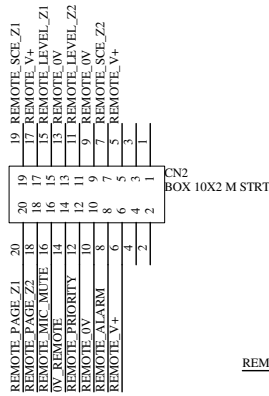 19 REMOTE_SCE_Z1
17 REMOTE_V+
15 REMOTE_LEVEL_Z1
13 REMOTE_0V
11 REMOTE_LEVEL_Z2
9 REMOTE_0V
7 REMOTE_SCE_Z2
5 REMOTE_V+
3
1
20 19
18 17
16 15
14 13
12 11
10 9
8 7
6 5
4 3
2 1
CN2
BOX 10X2 M STRT
REMOTE_PAGE_Z1 20
REMOTE_PAGE_Z2 18
REMOTE_MIC_MUTE 16
0V_REMOTE 14
REMOTE_PRIORITY 12
REMOTE_0V 10
REMOTE_ALARM 8
REMOTE_V+ 6
4
2
REM